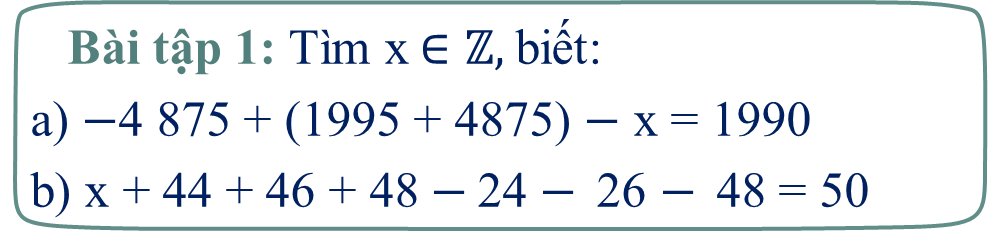 Bài tập 1: Tìm x ∈ ℤ, biết:
a) −4 875 + (1995 + 4875) − x = 1990
b) x + 44 + 46 + 48 − 24 − 26 − 48 = 50